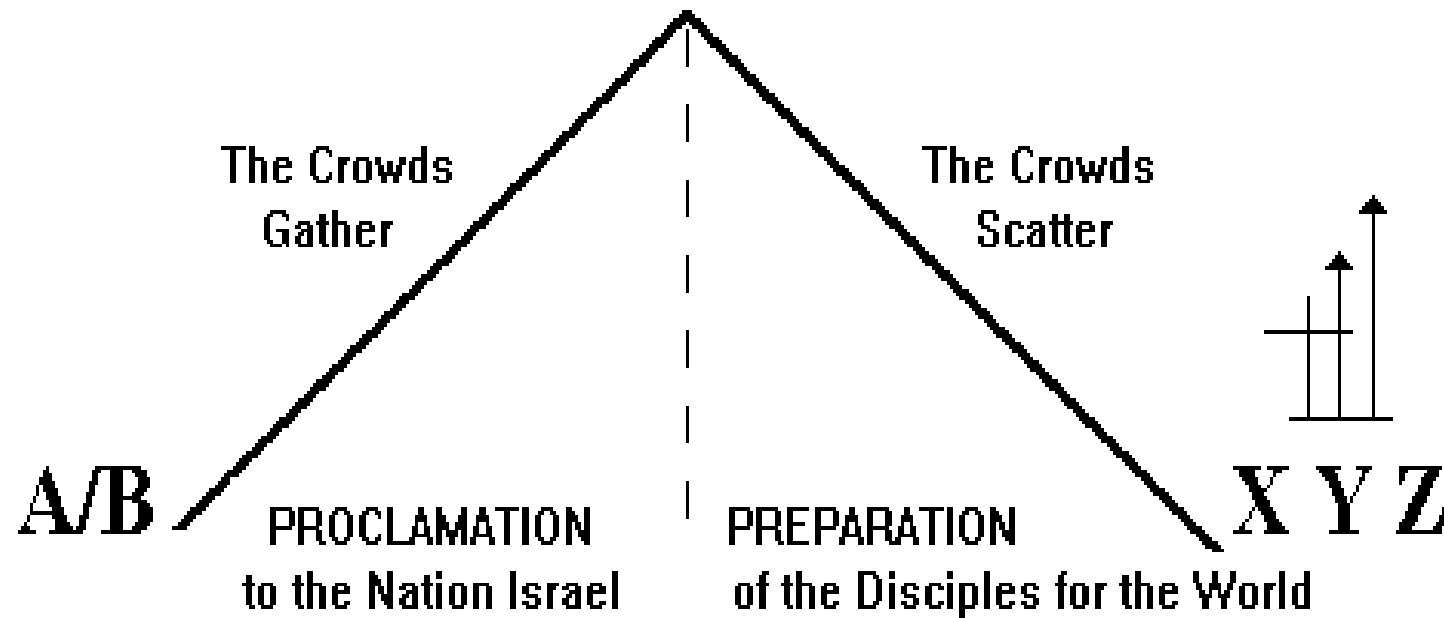 The Crowds
Gather
The Crowds
Scatter
A/B
X Y Z
PROCLAMATION
to the Nation Israel
PREPARATION
of the Disciples for the World